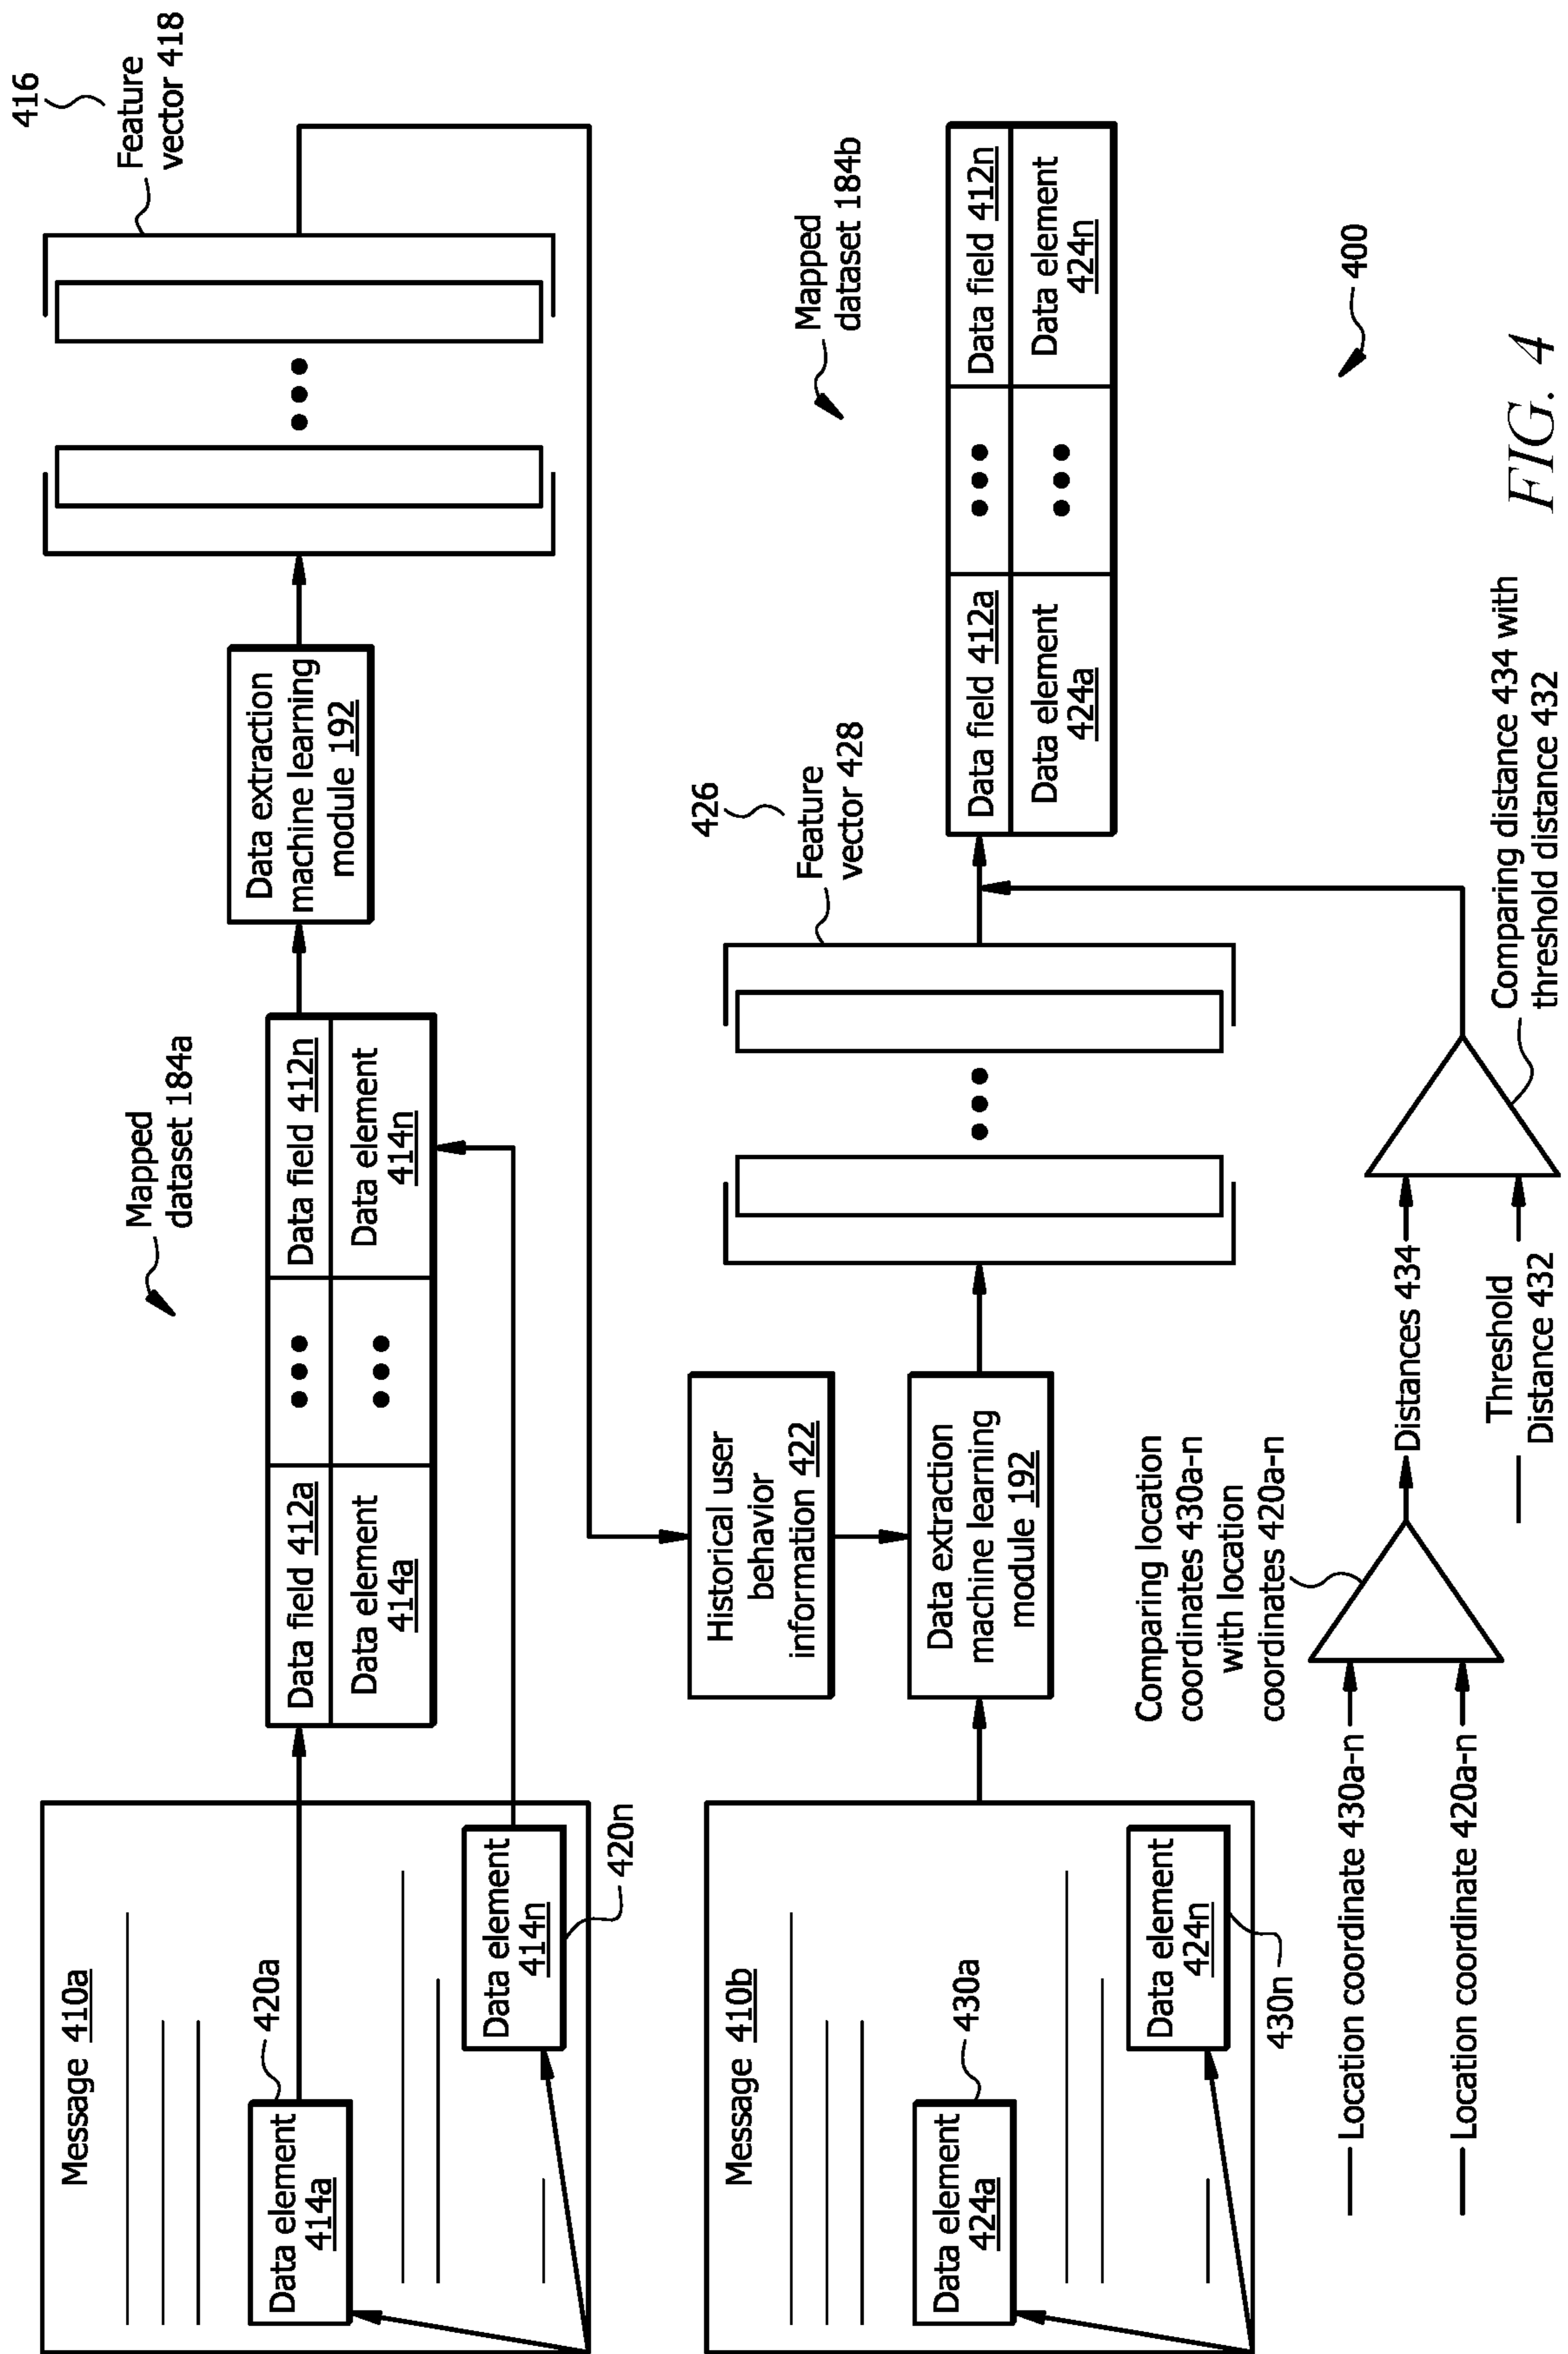 Message 410a
420a
Data element
414a
Data element
414n
420n
Mapped
dataset 184a
Data field 412a
Data field 412n
Data element
414a
Data element
414n
Data extraction
machine learning
module 192
416
Feature
vector 418
Historical user
behavior
information 422
Message 410b
430a
Data element
424a
Data element
424n
430n
Data extraction
machine learning
module 192
426
Feature
vector 428
Mapped
dataset 184b
Data field 412a
Data field 412n
Data element
424a
Data element
424n
Location coordinate 430a-n
Location coordinate 420a-n
Comparing location
coordinates 430a-n
with location
coordinates 420a-n
Distances 434
Threshold
Distance 432
Comparing distance 434 with
threshold distance 432
400
FIG. 4